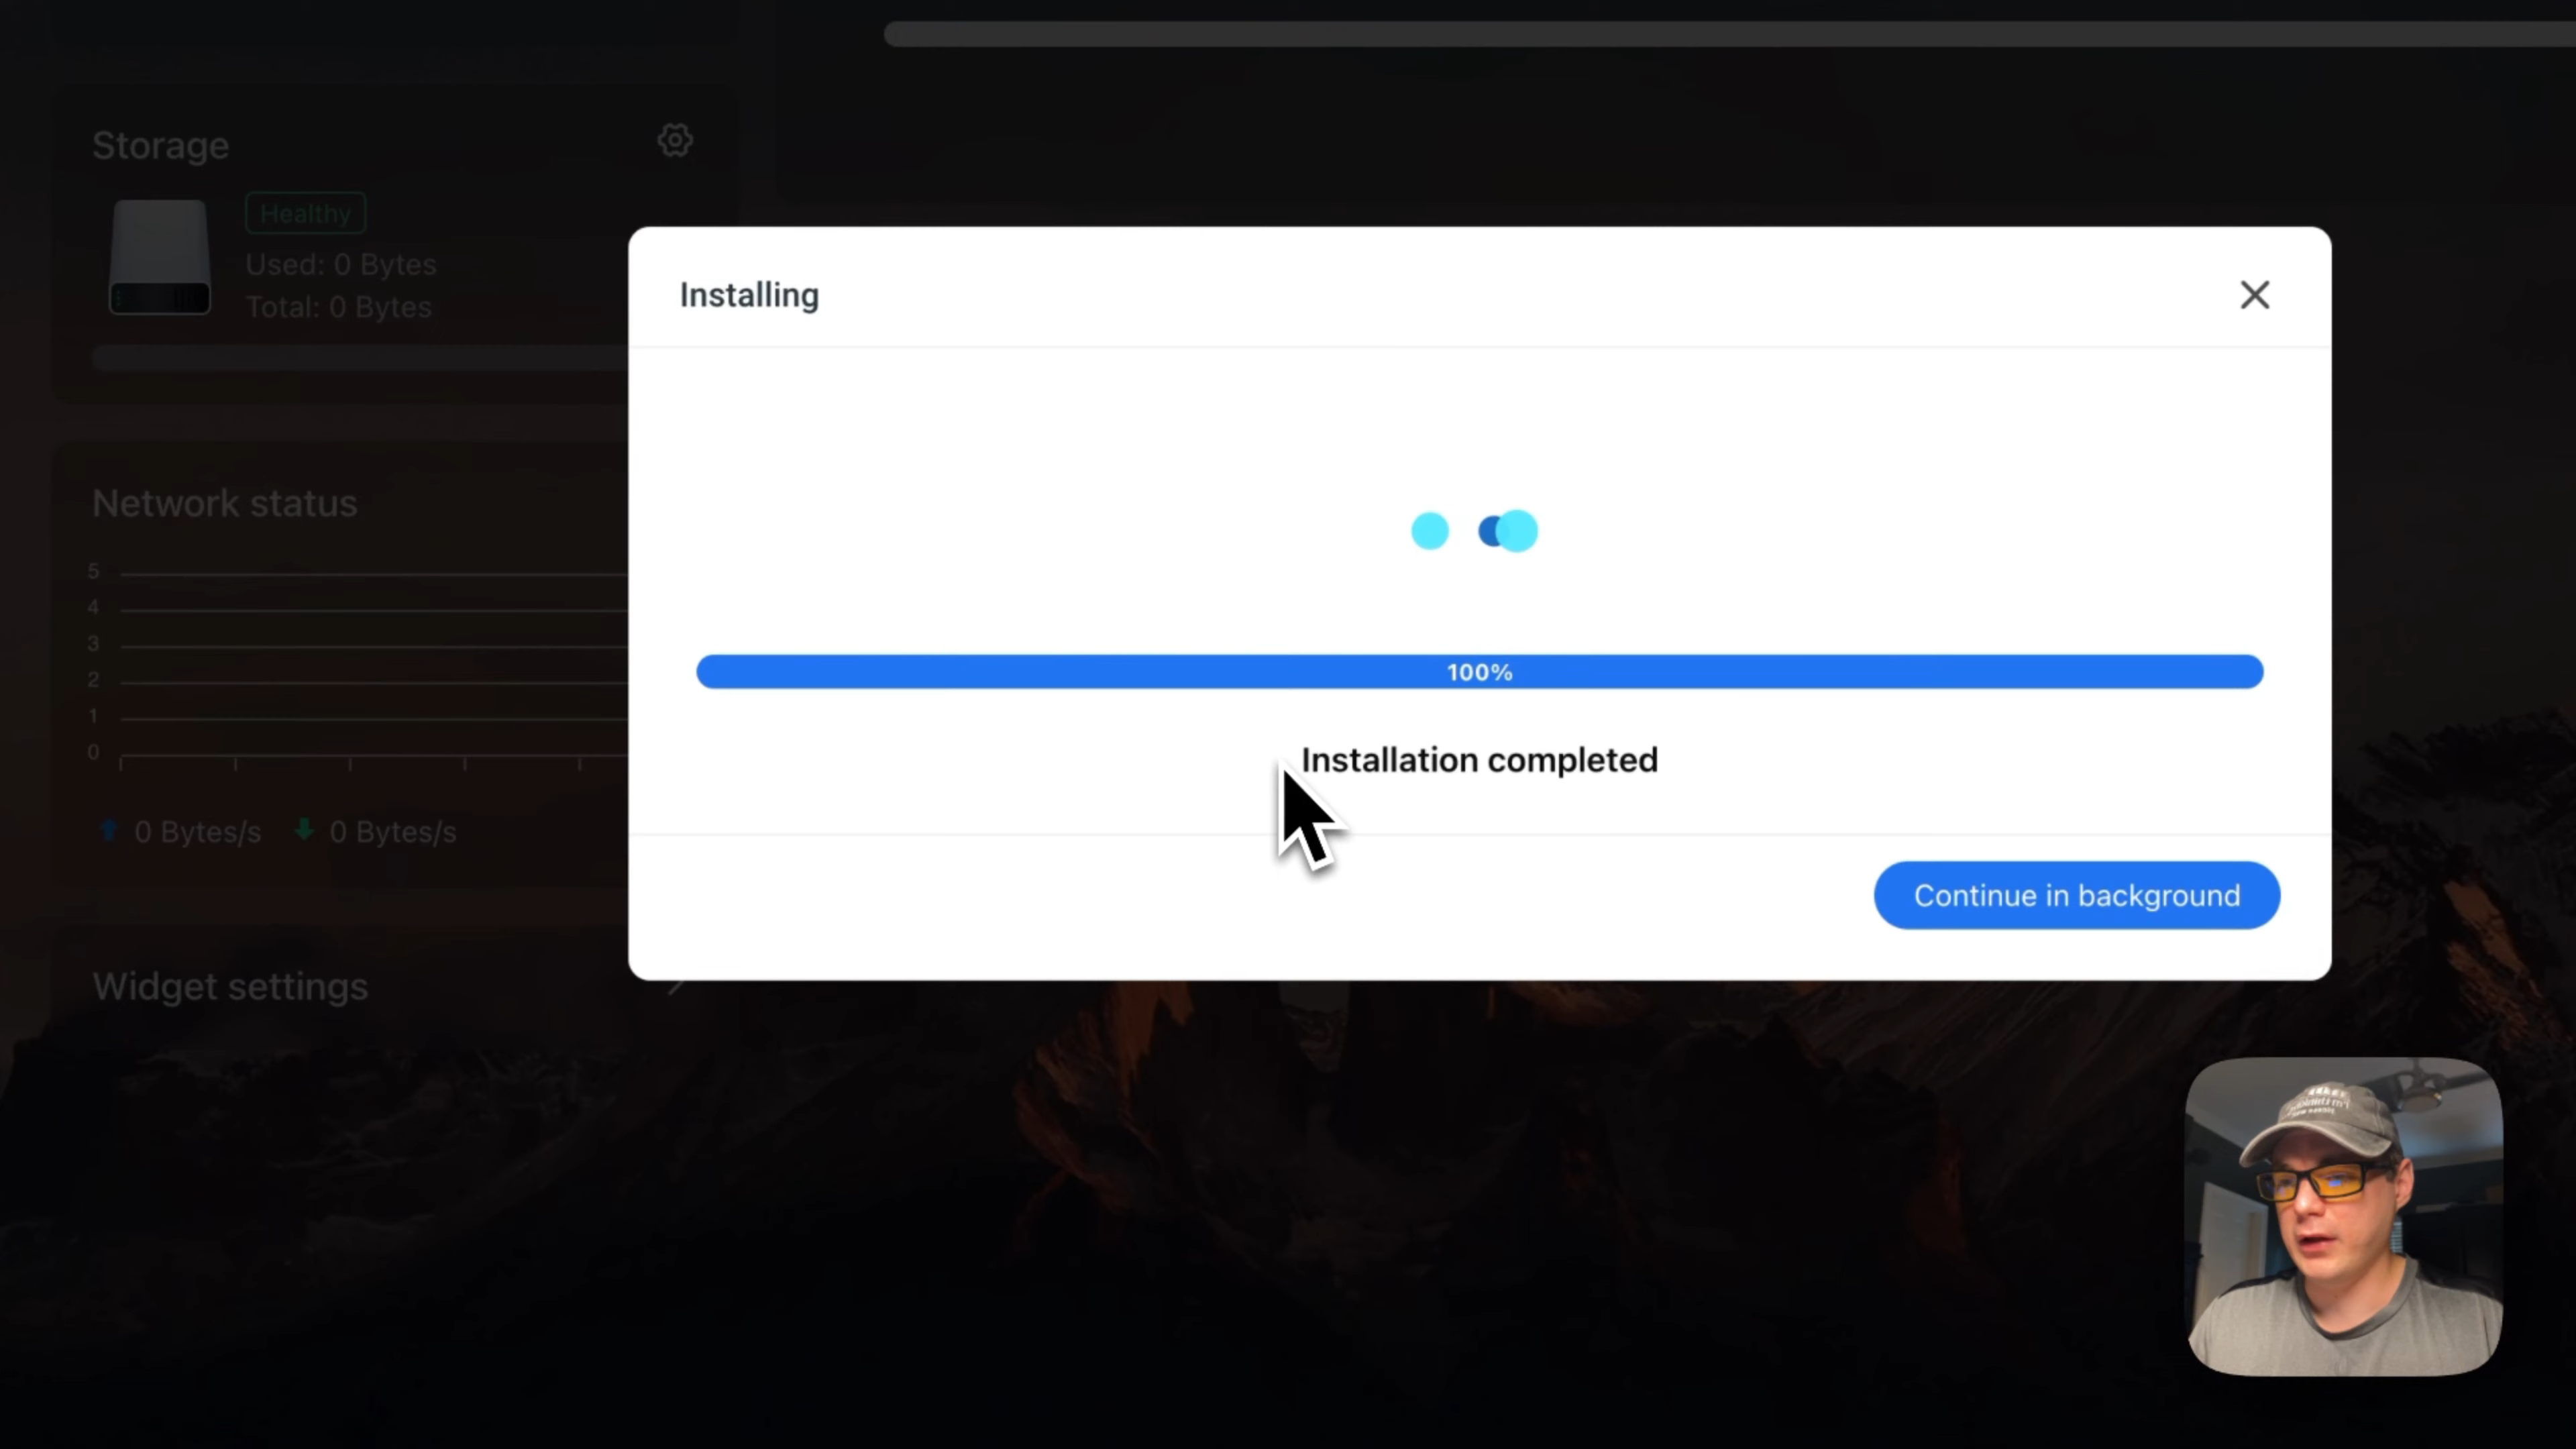 Storage
Healthy
Used: 0 Bytes
Total: 0 Bytes
Installing
Network status
5
4
3
2
1
0
100%
Installation completed
0 Bytes/s 0 Bytes/s
Continue in background
Widget settings